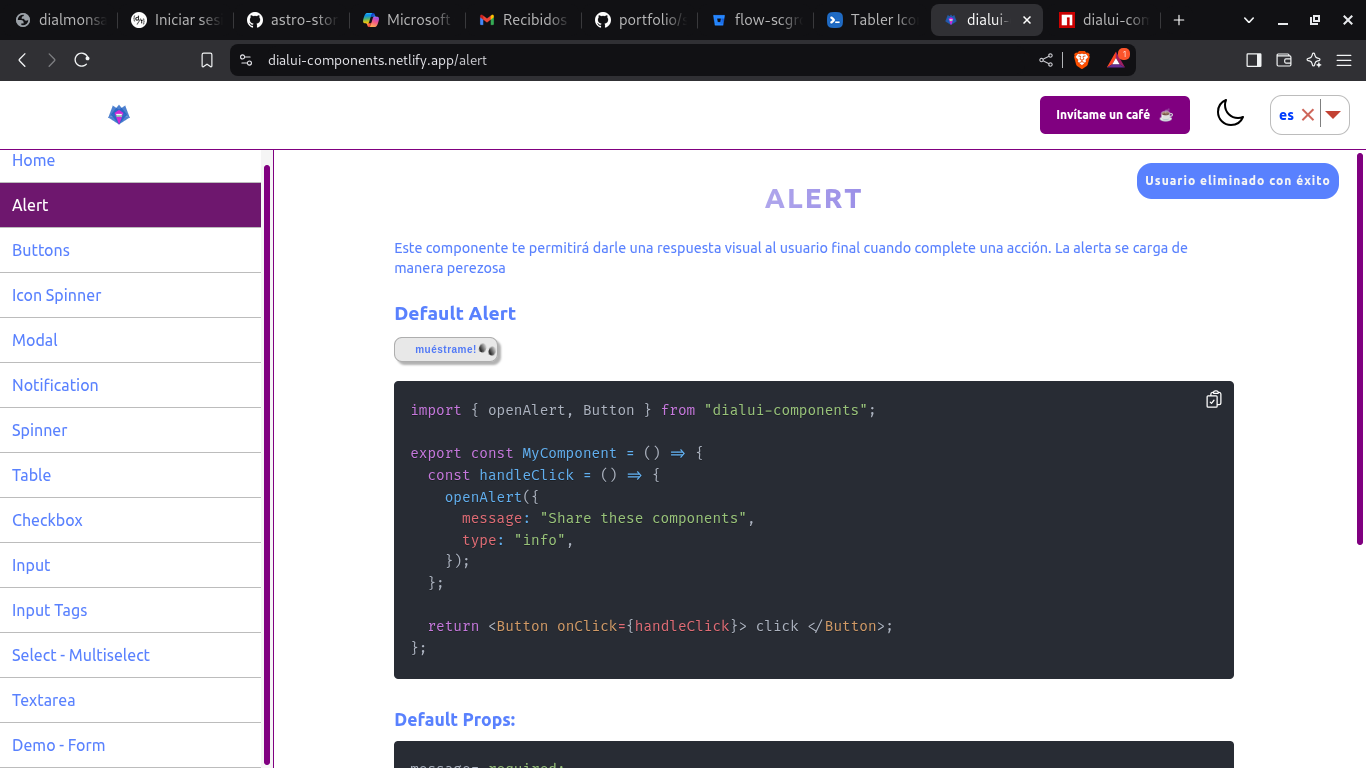 dialmonsa
Iniciar ses
astro-stor
Microsoft
Recibidos
portfolio/s
flow-scgr
Tabler Ico
dialui-
dialui-con
dialui-components.netlify.app/alert
1
Invítame un café
es
Home
Alert
Buttons
Icon Spinner
Modal
Notification
Spinner
Table
Checkbox
Input
Input Tags
Select - Multiselect
Textarea
Demo - Form
Usuario eliminado con éxito
ALERT
Este componente te permitirá darle una respuesta visual al usuario final cuando complete una acción. La alerta se carga de
manera perezosa
Default Alert
muéstrame!
import { openAlert, Button } from "dialui-components";
export const MyComponent = () => {
const handleClick = () => {
openAlert({
message: "Share these components",
type: "info",
});
};
return <Button onClick={handleClick}> click </Button>;
};
Default Props:
message= required;